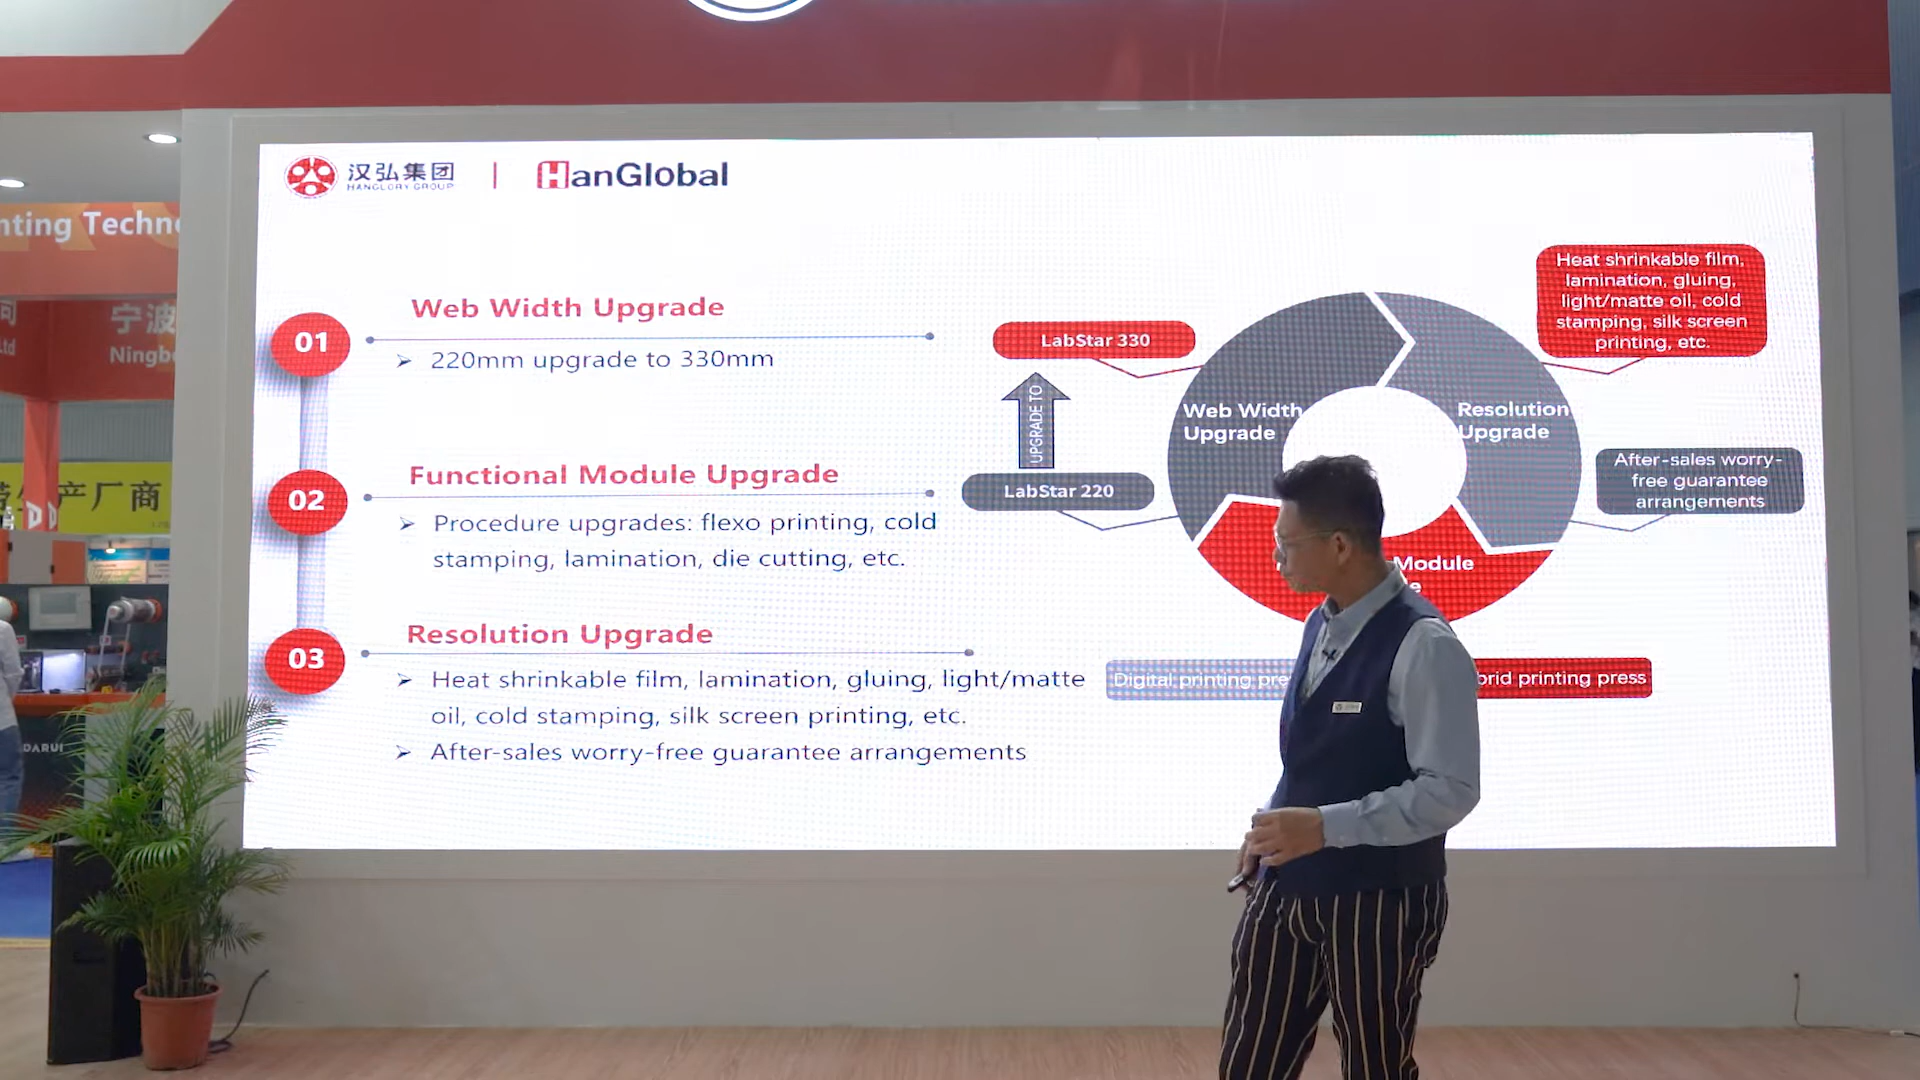 汉弘集团
HANGLORY GROUP
HanGlobal
01
Web Width Upgrade
220mm upgrade to 330mm
02
Functional Module Upgrade
Procedure upgrades: flexo printing, cold
stamping, lamination, die cutting, etc.
03
Resolution Upgrade
Heat shrinkable film, lamination, gluing, light/matte
oil, cold stamping, silk screen printing, etc.
After-sales worry-free guarantee arrangements
LabStar 330
UPGRADE TO
LabStar 220
Web Width
Upgrade
Resolution
Upgrade
Module
Heat shrinkable film,
lamination, gluing,
light/matte oil, cold
stamping, silk screen
printing, etc.
After-sales worry-
free guarantee
arrangements
Digital printing pre
brid printing press
nting Techn
宁波
Ningb
Ltd
产厂商
DARUI